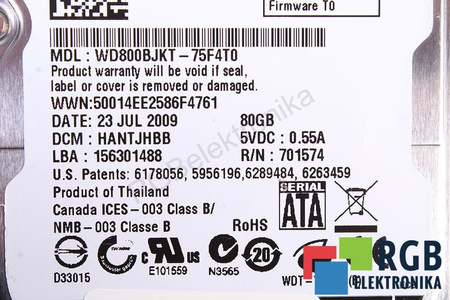 Firmware To
MDL : WD800BJKT-75F4T0
Product warranty will be void if seal,
label or cover is removed or damaged.
WWN:50014EE2586F4761
DATE: 23 JUL 2009 80GB
DCM : HANTJHBB 5VDC : 0.55A
LBA : 156301488 R/N : 701574
U.S. Patents: 6178056, 5956196,6289484, 6263459
Product of Thailand
Canada ICES-003 Class B/
NMB-003 Classe B
RoHS
SERIAL
ATA
20
D33015
E101559
N3565
WDT-
RGB
ELEKTRONIKA